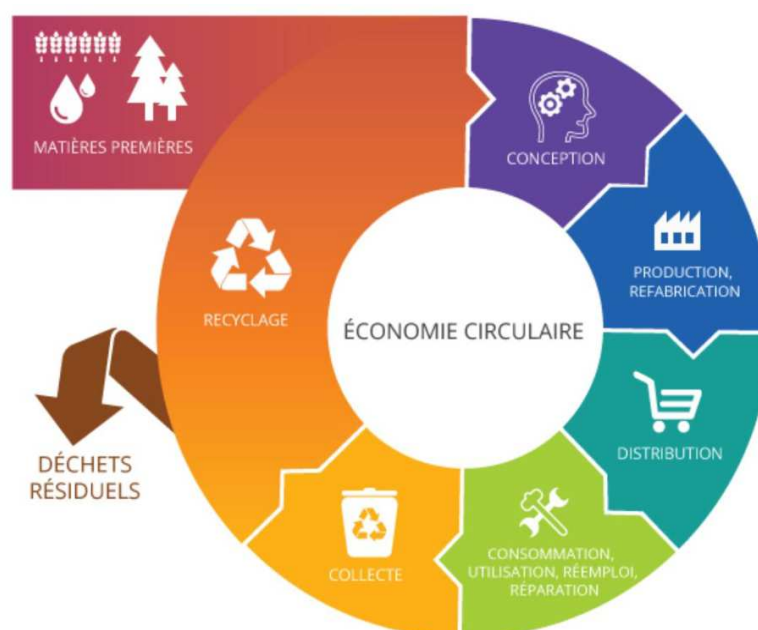 MATIÈRES PREMIÈRES
CONCEPTION
PRODUCTION,
REFABRICATION
RECYCLAGE
ÉCONOMIE CIRCULAIRE
DISTRIBUTION
DÉCHETS
RÉSIDUELS
COLLECTE
CONSOMMATION,
UTILISATION, RÉEMPLOI,
RÉPARATION